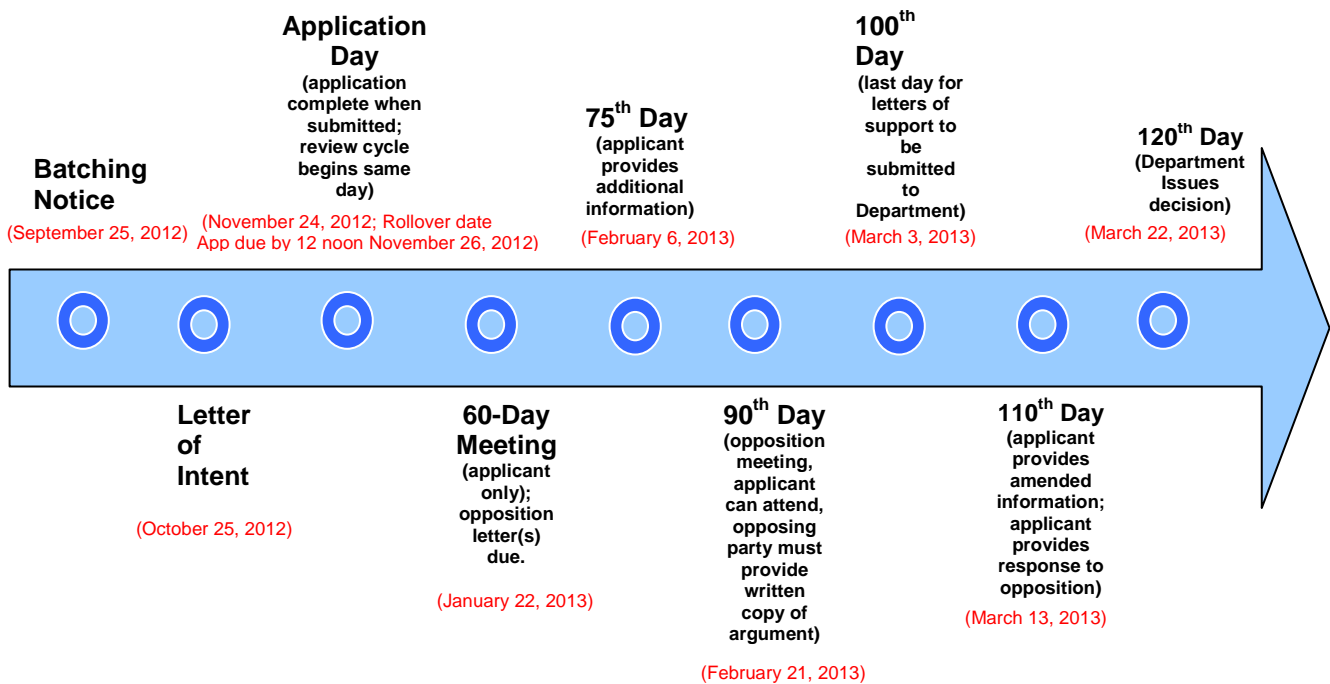 Batching
Notice
(September 25, 2012)
Application
Day
(application
complete when
submitted;
review cycle
begins same
day)
(November 24, 2012; Rollover date
App due by 12 noon November 26, 2012)
75th Day
(applicant
provides
additional
information)
(February 6, 2013)
100th
Day
(last day for
letters of
support to
be
submitted
to
Department)
(March 3, 2013)
120th Day
(Department
Issues
decision)
(March 22, 2013)
Letter
of
Intent
(October 25, 2012)
60-Day
Meeting
(applicant
only);
opposition
letter(s)
due.
(January 22, 2013)
90th Day
(opposition
meeting,
applicant
can attend,
opposing
party must
provide
written
copy of
argument)
(February 21, 2013)
110th Day
(applicant
provides
amended
information;
applicant
provides
response to
opposition)
(March 13, 2013)